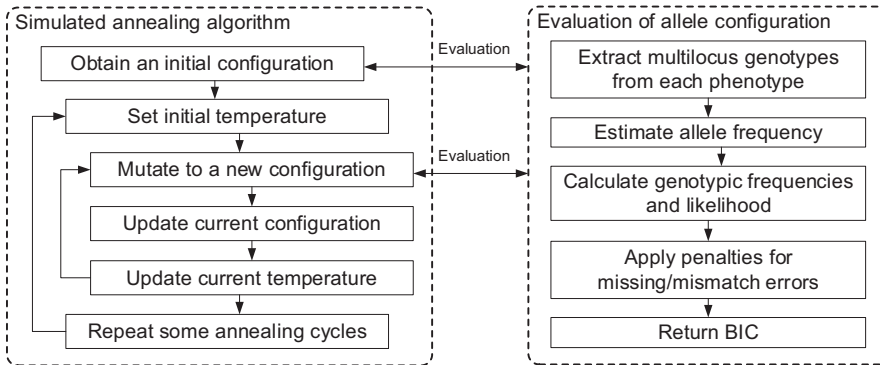 Simulated annealing algorithm
Obtain an initial configuration
Set initial temperature
Mutate to a new configuration
Update current configuration
Update current temperature
Repeat some annealing cycles
Evaluation
Evaluation
Evaluation of allele configuration
Extract multilocus genotypes
from each phenotype
Estimate allele frequency
Calculate genotypic frequencies
and likelihood
Apply penalties for
missing/mismatch errors
Return BIC